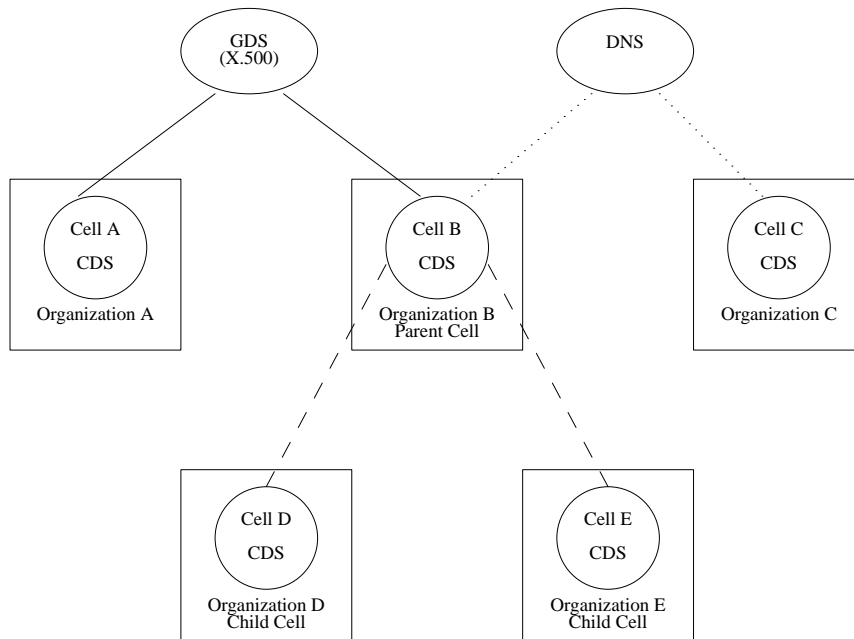 GDS
(X.500)
DNS
Cell A
CDS
Organization A
Cell B
CDS
Organization B
Parent Cell
Cell C
CDS
Organization C
Cell D
CDS
Organization D
Child Cell
Cell E
CDS
Organization E
Child Cell